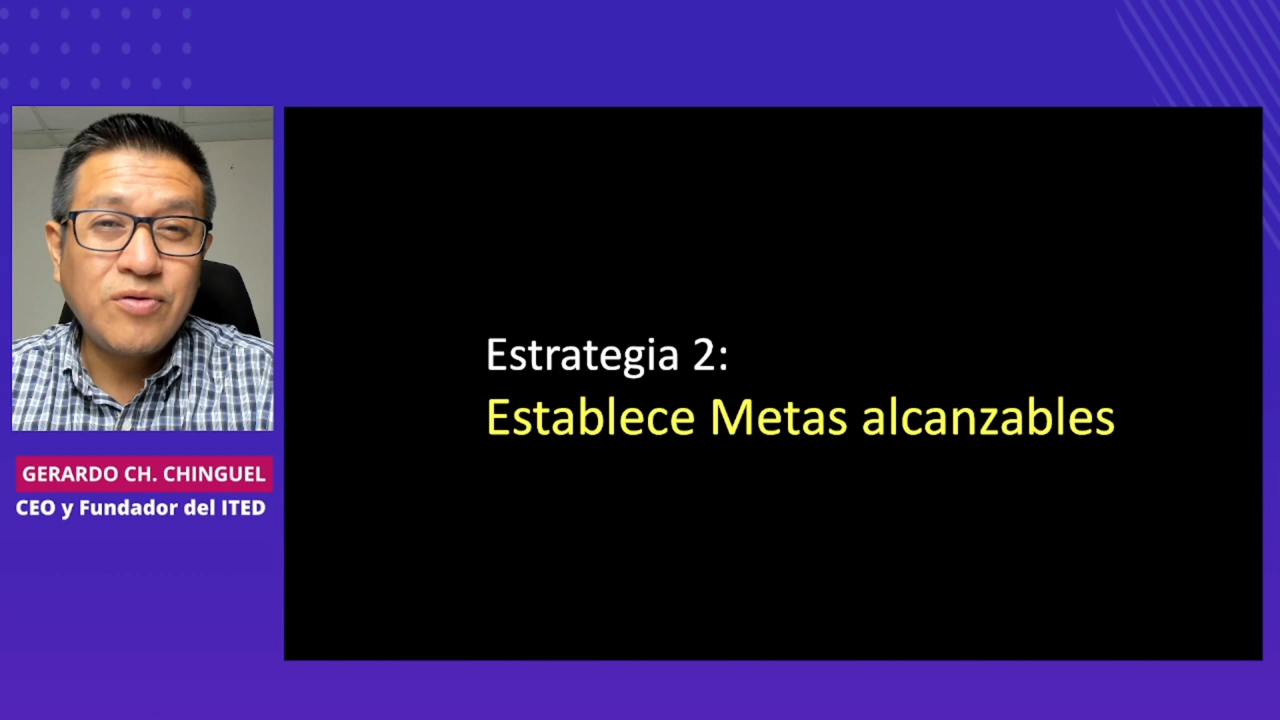 Estrategia 2:
Establece Metas alcanzables
GERARDO CH. CHINGUEL
CEO y Fundador del ITED